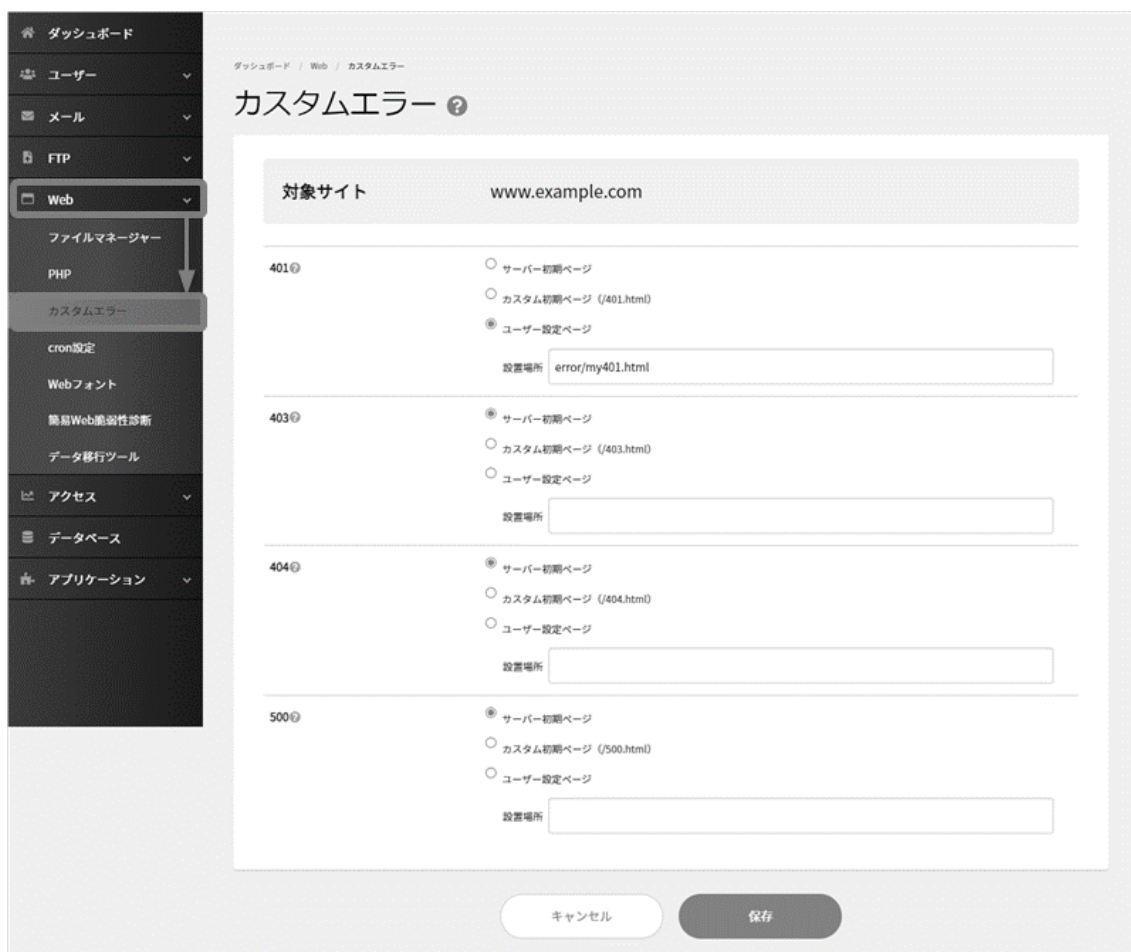 ダッシュボード
ユーザー
メール
FTP
Web
ファイルマネージャー
PHP
カスタムエラー
cron設定
Webフォント
簡易Web脆弱性診断
データ移行ツール
アクセス
データベース
アプリケーション
ダッシュボード / Web / カスタムエラー
カスタムエラー ?
対象サイト www.example.com
401?
サーバー初期ページ
カスタム初期ページ (/401.html)
ユーザー設定ページ
設置場所 error/my401.html
403?
サーバー初期ページ
カスタム初期ページ (/403.html)
ユーザー設定ページ
設置場所
404?
サーバー初期ページ
カスタム初期ページ (/404.html)
ユーザー設定ページ
設置場所
500?
サーバー初期ページ
カスタム初期ページ (/500.html)
ユーザー設定ページ
設置場所
キャンセル 保存